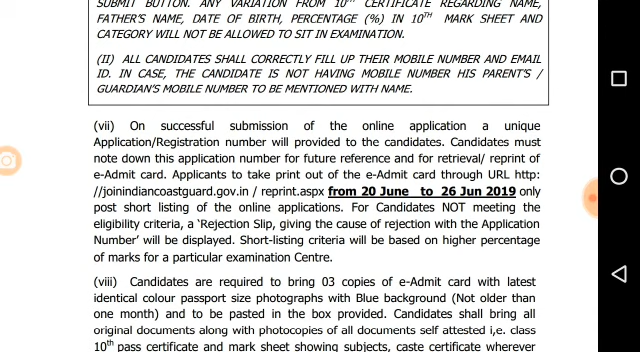 SUBMIT BUTTON. ANY VARIATION FROM 10TH CERTIFICATE REGARDING NAME,
FATHER'S NAME, DATE OF BIRTH, PERCENTAGE (%) IN 10TH MARK SHEET AND
CATEGORY WILL NOT BE ALLOWED TO SIT IN EXAMINATION.
(II) ALL CANDIDATES SHALL CORRECTLY FILL UP THEIR MOBILE NUMBER AND EMAIL
ID. IN CASE, THE CANDIDATE IS NOT HAVING MOBILE NUMBER HIS PARENT'S /
GUARDIAN'S MOBILE NUMBER TO BE MENTIONED WITH NAME.
(vii) On successful submission of the online application a unique
Application/Registration number will provided to the candidates. Candidates must
note down this application number for future reference and for retrieval/ reprint of
e-Admit card. Applicants to take print out of the e-Admit card through URL http:
//joinindiancoastguard.gov.in / reprint.aspx from 20 June to 26 Jun 2019 only
post short listing of the online applications. For Candidates NOT meeting the
eligibility criteria, a 'Rejection Slip, giving the cause of rejection with the Application
Number' will be displayed. Short-listing criteria will be based on higher percentage
of marks for a particular examination Centre.
(viii) Candidates are required to bring 03 copies of e-Admit card with latest
identical colour passport size photographs with Blue background (Not older than
one month) and to be pasted in the box provided. Candidates shall bring all
original documents along with photocopies of all documents self attested i,e. class
10th pass certificate and mark sheet showing subjects, caste certificate wherever